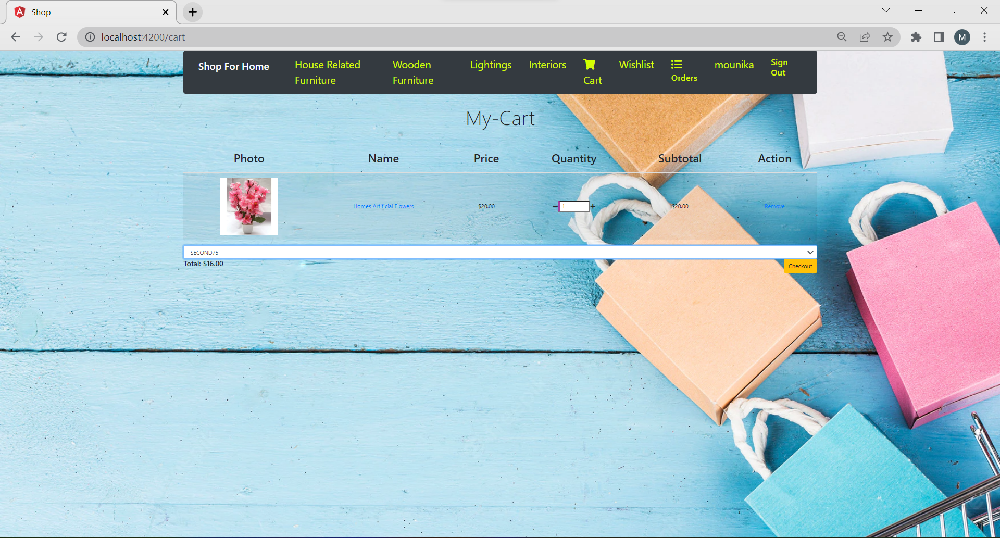 Shop
localhost:4200/cart
M
Shop For Home
House Related
Furniture
Wooden
Furniture
Lightings
Interiors
Cart
Wishlist
Orders
mounika
Sign
Out
My-Cart
Photo Name Price Quantity Subtotal Action
Homes Artificial Flowers $20.00 1 $20.00 Remove
SECOND75
Total: $16.00
Checkout